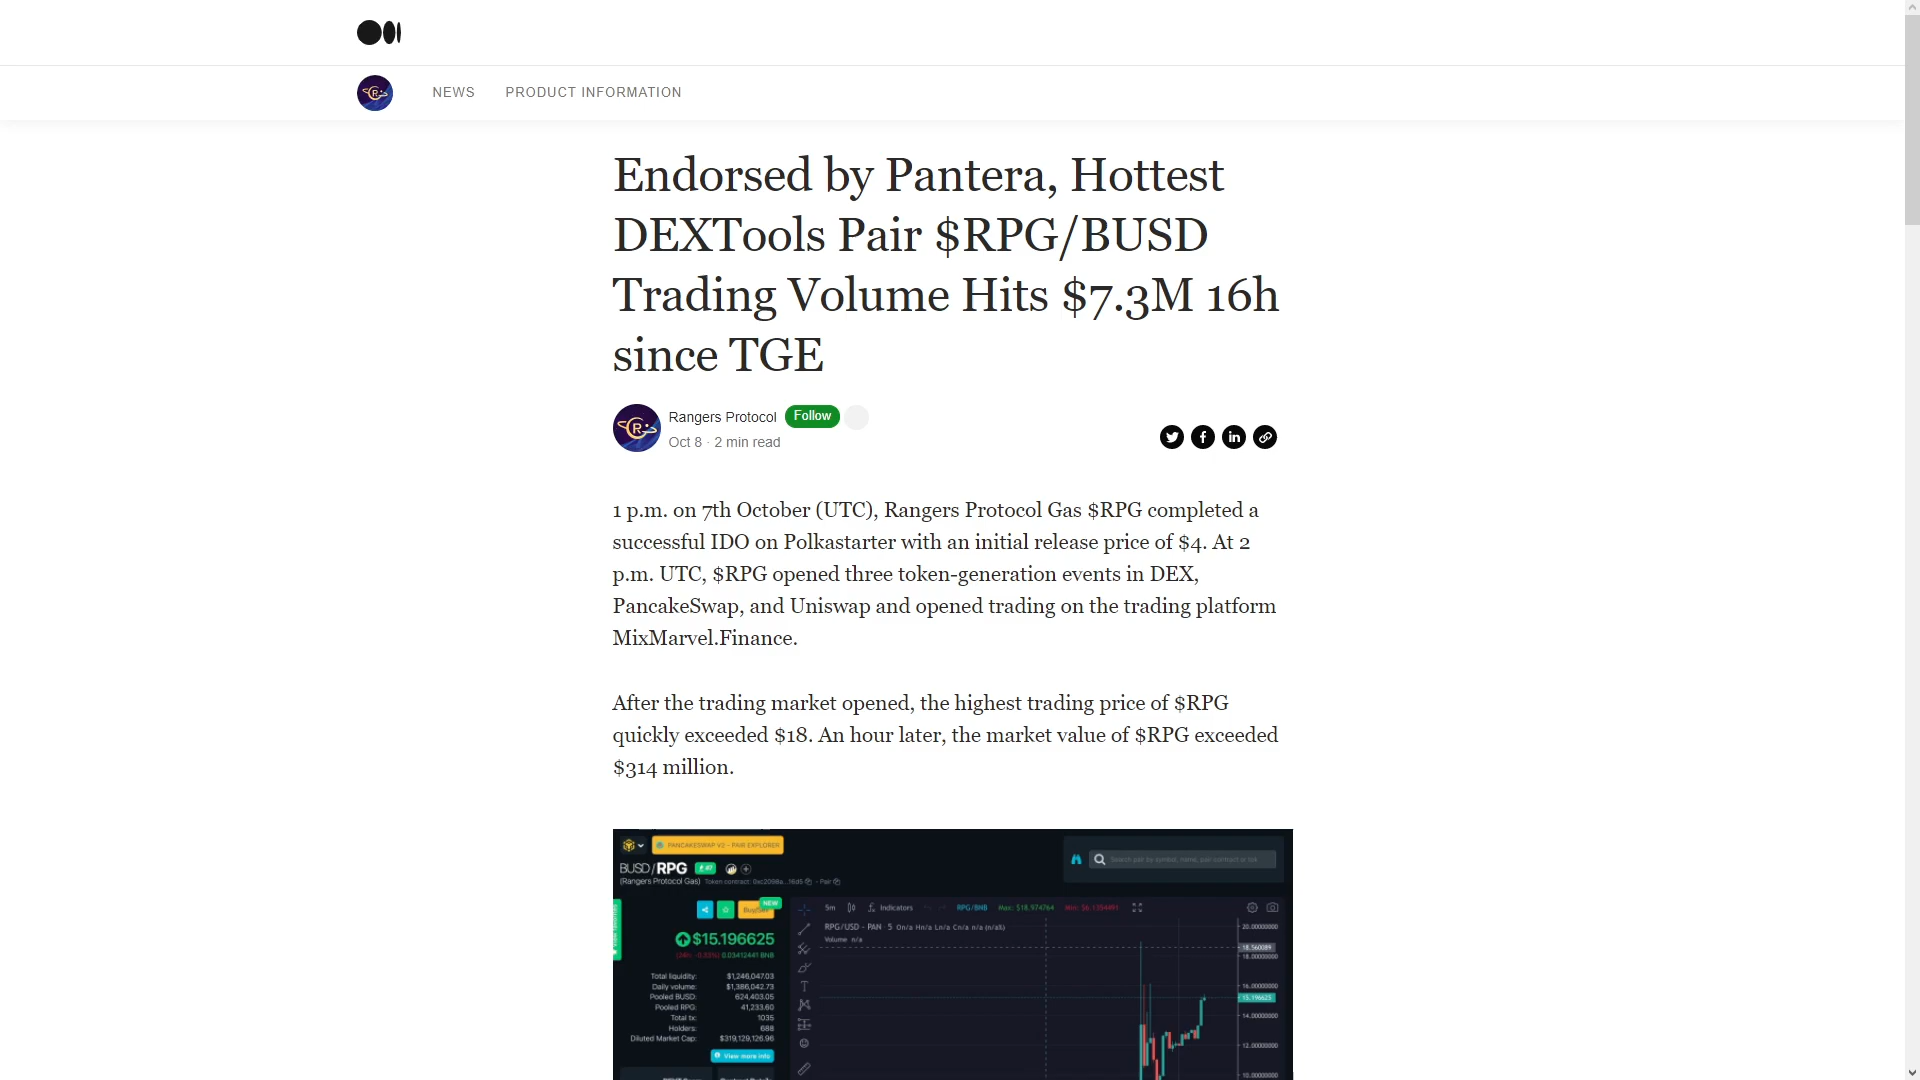 NEWS PRODUCT INFORMATION
Endorsed by Pantera, Hottest
DEXTools Pair $RPG/BUSD
Trading Volume Hits $7.3M 16h
since TGE
Rangers Protocol Follow
Oct 8 · 2 min read
1 p.m. on 7th October (UTC), Rangers Protocol Gas $RPG completed a
successful IDO on Polkastarter with an initial release price of $4. At 2
p.m. UTC, $RPG opened three token-generation events in DEX,
PancakeSwap, and Uniswap and opened trading on the trading platform
MixMarvel.Finance.
After the trading market opened, the highest trading price of $RPG
quickly exceeded $18. An hour later, the market value of $RPG exceeded
$314 million.
PANCAKESWAP V2 - PAIR EXPLORER
Search pair by symbol, name, pair contract or token
BUSD/RPG
(Rangers Protocol Gas) Token contract: 0xc2098a...16d5 - Pair
NEW
5m Indicators RPG/BNB Max: $18.974764
$15.196625
(24h: -0.55%) 0.03412441 BNB
RPG/USD - PAN 5 On/a Hn/a Ln/a Cn/a n/a (n/a%)
Volume n/a
Total liquidity: $1,246,047.03
Daily volume: $1,386,042.73
Pooled BUSD: 624,403.05
Pooled RPG: 41,233.60
Total tx: 1035
Holders: 688
Diluted Market Cap: $319,129,126.96
View more info
20.00000000
18.560089
18.00000000
16.00000000
15.196625
14.00000000
12.00000000
10.00000000